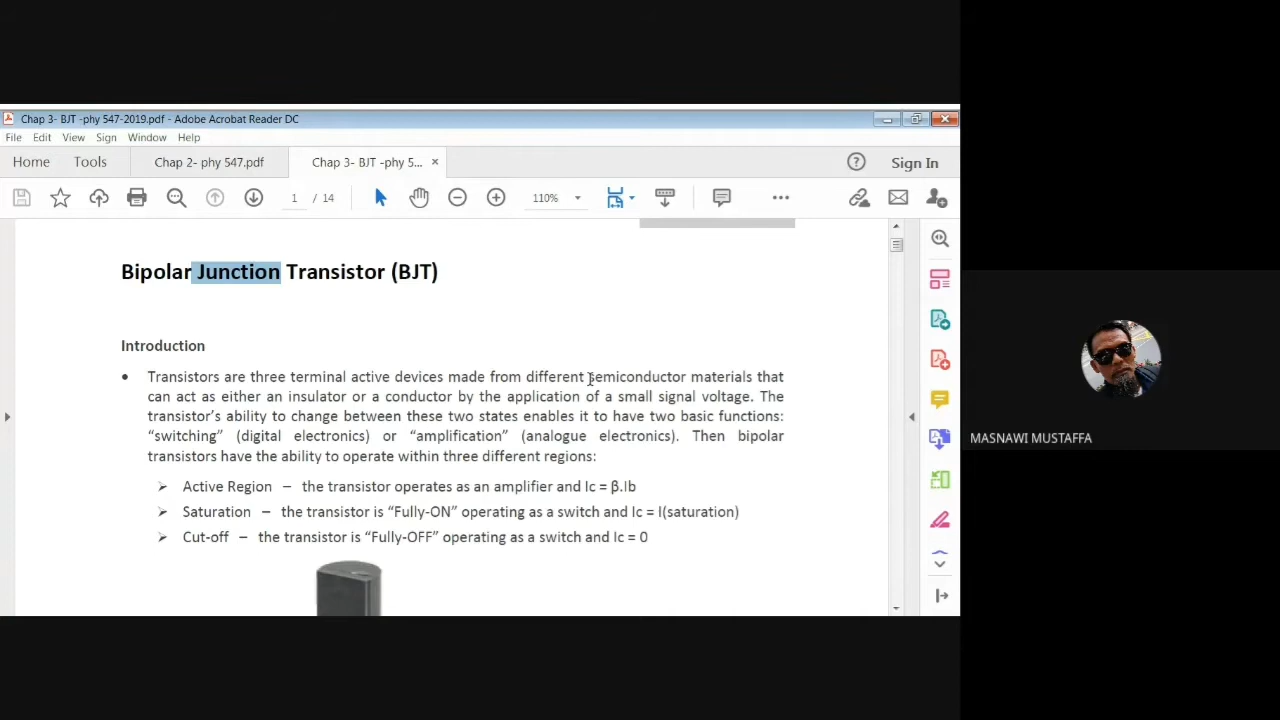 Chap 3- BJT -phy 547-2019.pdf - Adobe Acrobat Reader DC
File Edit View Sign Window Help
Home Tools Chap 2- phy 547.pdf Chap 3- BJT -phy 5... × Sign In
1 / 14 110%
Bipolar Junction Transistor (BJT)
Introduction
• Transistors are three terminal active devices made from different semiconductor materials that
can act as either an insulator or a conductor by the application of a small signal voltage. The
transistor’s ability to change between these two states enables it to have two basic functions:
“switching” (digital electronics) or “amplification” (analogue electronics). Then bipolar
transistors have the ability to operate within three different regions:
➢ Active Region – the transistor operates as an amplifier and Ic = β.Ib
➢ Saturation – the transistor is “Fully-ON” operating as a switch and Ic = I(saturation)
➢ Cut-off – the transistor is “Fully-OFF” operating as a switch and Ic = 0
MASNAWI MUSTAFFA